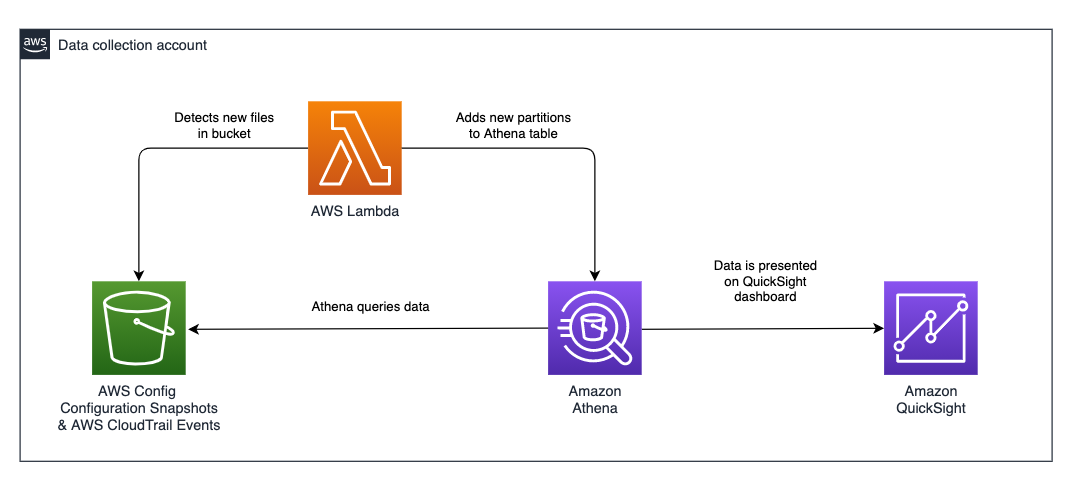 aws
Data collection account
Detects new files
in bucket
Adds new partitions
to Athena table
AWS Lambda
Data is presented
on QuickSight
dashboard
Athena queries data
AWS Config
Configuration Snapshots
& AWS CloudTrail Events
Amazon
Athena
Amazon
QuickSight